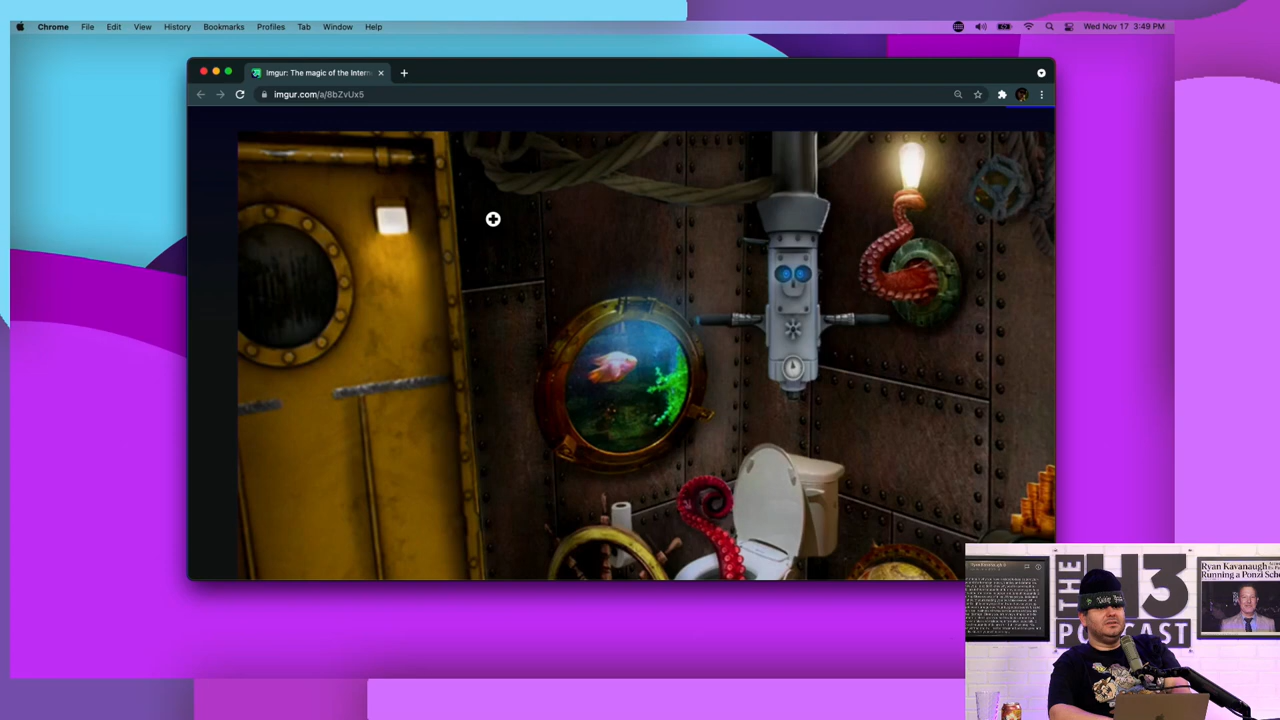 Chrome File Edit View History Bookmarks Profiles Tab Window Help Wed Nov 17 3:49 PM
Imgur: The magic of the Intern
imgur.com/a/8bZvUx5
THE H3 PODCAST
Ryan Kavanaugh
Running a Ponzi Sche